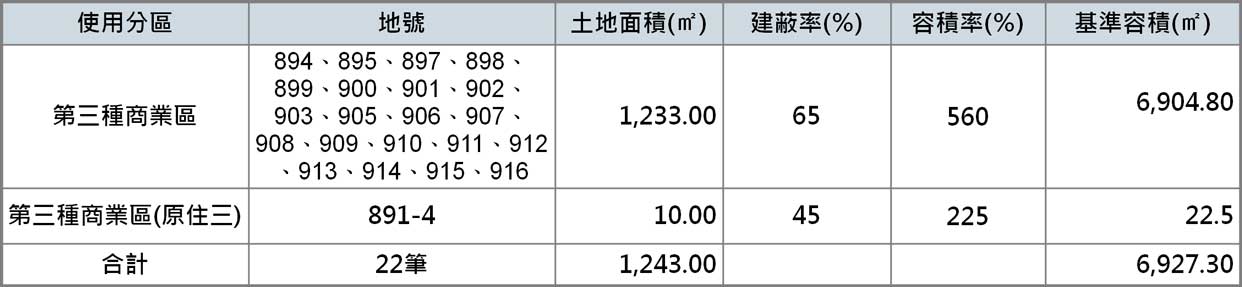 使用分區 地號 土地面積(㎡) 建蔽率(%) 容積率(%) 基準容積(㎡)
894、895、897、898、
899、900、901、902、
第三種商業區 903、905、906、907、 1,233.00 65 560 6,904.80
908、909、910、911、912
、913、914、915、916
第三種商業區(原住三) 891-4 10.00 45 225 22.5
合計 22筆 1,243.00 6,927.30